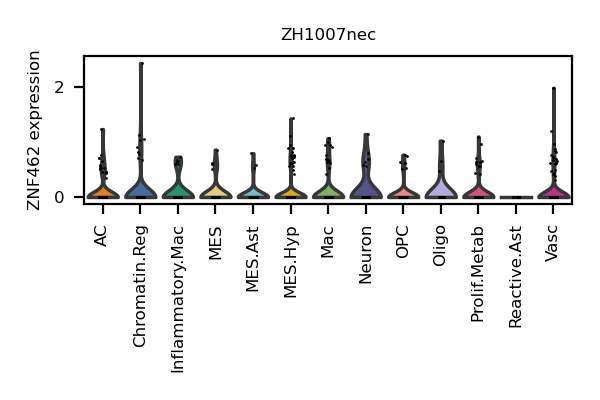 ZH1007nec
ZNF462 expression
2
0
AC
Chromatin.Reg
Inflammatory.Mac
MES
MES.Ast
MES.Hyp
Mac
Neuron
OPC
Oligo
Prolif.Metab
Reactive.Ast
Vasc